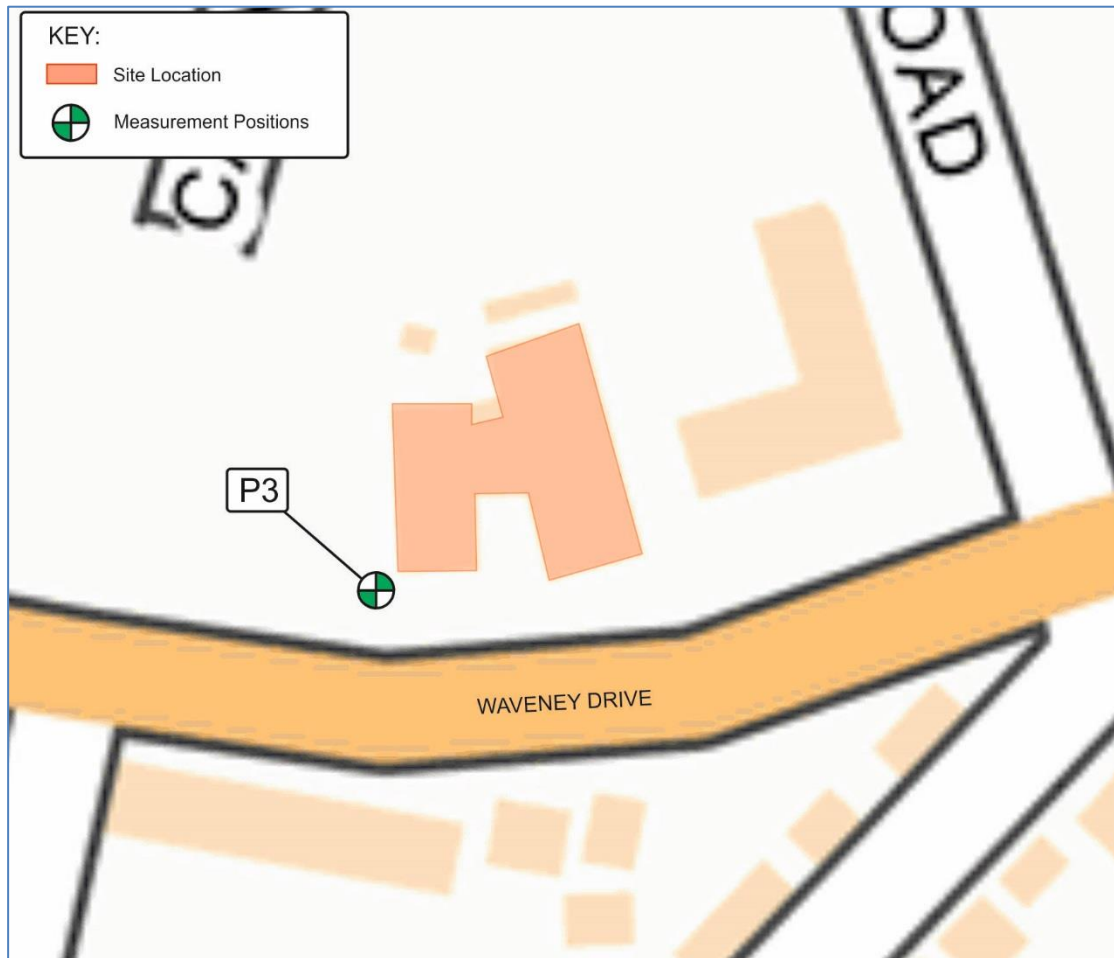 KEY:
Site Location
Measurement Positions
OAD
P3
WAVENEY DRIVE